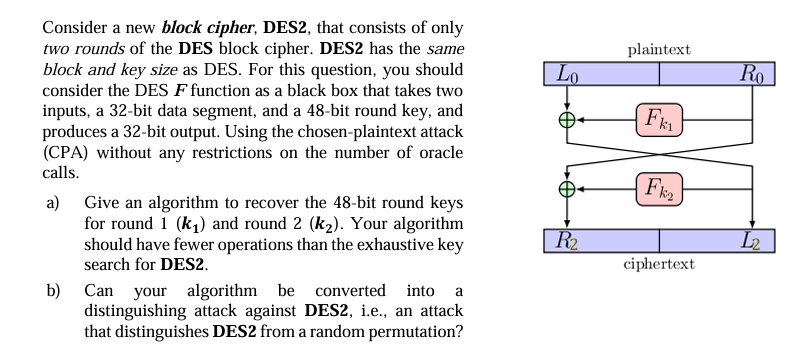 Consider a new block cipher, DES2, that consists of only
two rounds of the DES block cipher. DES2 has the same
block and key size as DES. For this question, you should
consider the DES F function as a black box that takes two
inputs, a 32-bit data segment, and a 48-bit round key, and
produces a 32-bit output. Using the chosen-plaintext attack
(CPA) without any restrictions on the number of oracle
calls.
a) Give an algorithm to recover the 48-bit round keys
for round 1 (k₁) and round 2 (k₂). Your algorithm
should have fewer operations than the exhaustive key
search for DES2.
b) Can your algorithm be converted into a
distinguishing attack against DES2, i.e., an attack
that distinguishes DES2 from a random permutation?
plaintext
L₀ R₀
Fₖ₁
Fₖ₂
R₂ L₂
ciphertext